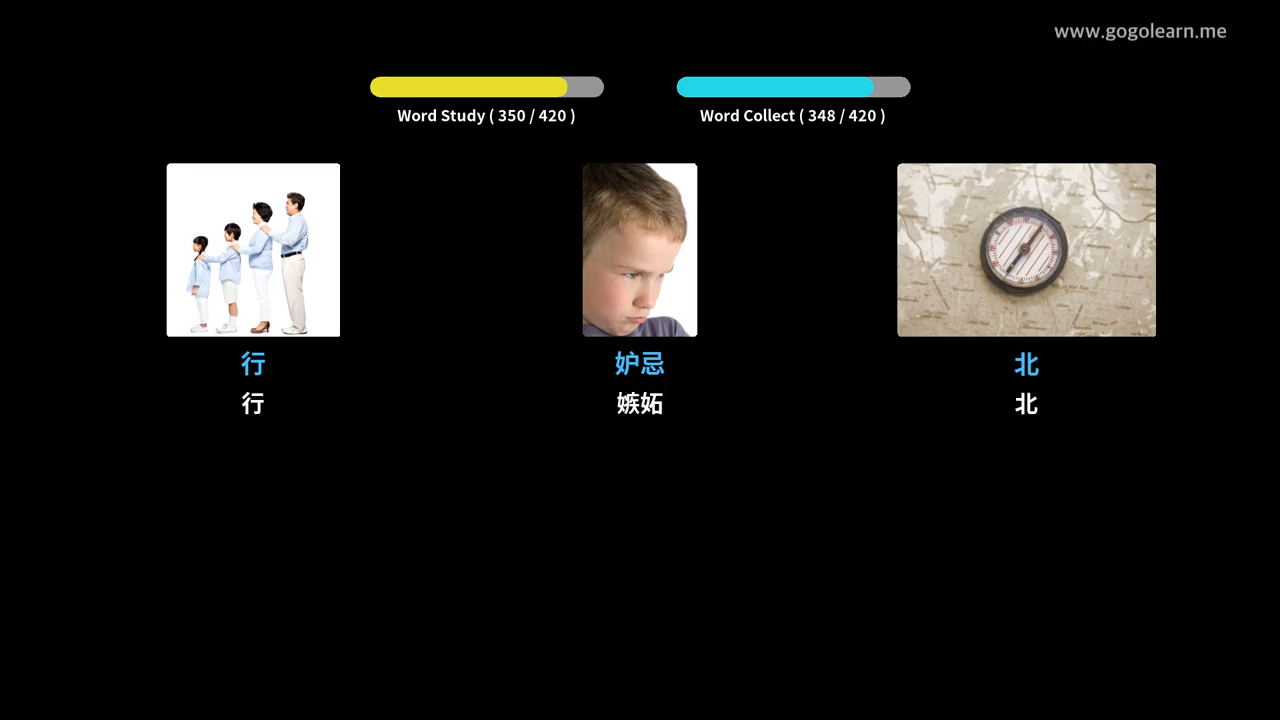 www.gogolearn.me
Word Study ( 350 / 420 )
Word Collect ( 348 / 420 )
行
妒忌
北
行
嫉妬
北